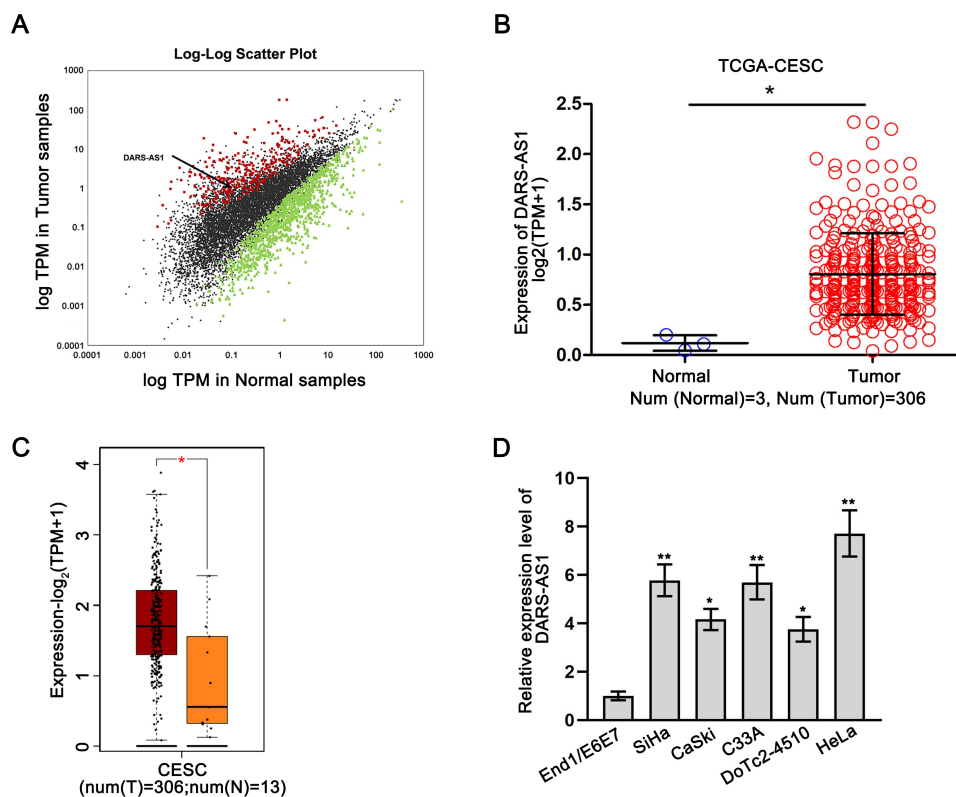 A
Log-Log Scatter Plot
log TPM in Tumor samples
1000
100
10
1
0.1
0.01
0.001
0.0001
DARS-AS1
0.0001 0.001 0.01 0.1 1 10 100 1000
log TPM in Normal samples
B
TCGA-CESC
*
Expression of DARS-AS1
log2(TPM+1)
2.5
2.0
1.5
1.0
0.5
0.0
Normal Tumor
Num (Normal)=3, Num (Tumor)=306
C
*
Expression-log₂(TPM+1)
4
3
2
1
0
CESC
(num(T)=306;num(N)=13)
D
Relative expression level of
DARS-AS1
10
8
6
4
2
0
** * ** * **
End1/E6E7 SiHa CaSki C33A DoTc2-4510 HeLa